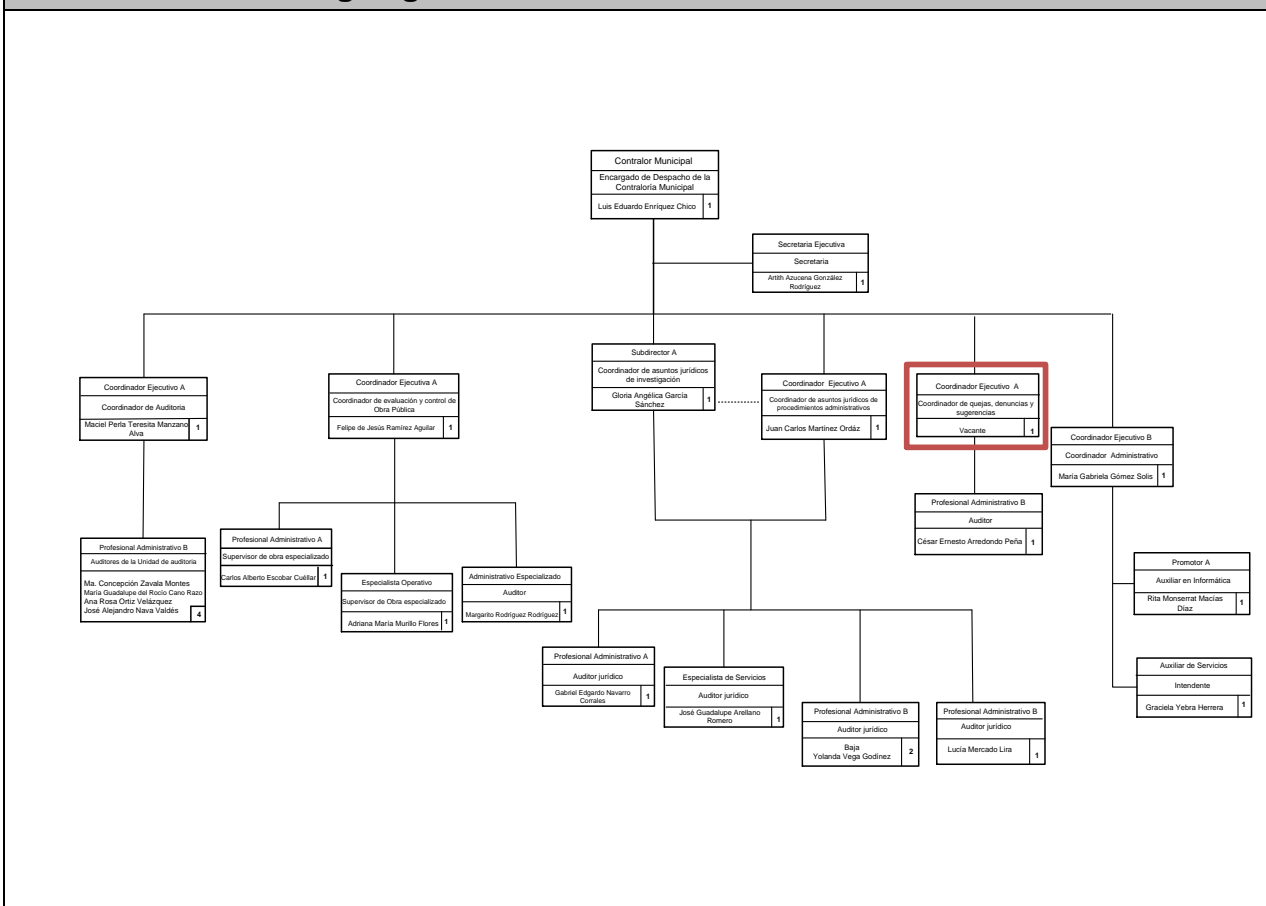 Contralor Municipal
Encargado de Despacho de la
Contraloría Municipal
Luis Eduardo Enríquez Chico 1
Secretaria Ejecutiva
Secretaria
Artith Azucena González
Rodríguez
1
Coordinador Ejecutivo A
Coordinador de Auditoria
Maciel Perla Teresita Manzano
Alva
1
Coordinador Ejecutiva A
Coordinador de evaluación y control de
Obra Pública
Felipe de Jesús Ramírez Aguilar 1
Subdirector A
Coordinador de asuntos jurídicos
de investigación
Gloria Angélica García
Sánchez
1
Coordinador Ejecutivo A
Coordinador de asuntos jurídicos de
procedimientos administrativos
Juan Carlos Martínez Ordáz 1
Coordinador Ejecutivo A
Coordinador de quejas, denuncias y
sugerencias
Vacante 1
Coordinador Ejecutivo B
Coordinador Administrativo
María Gabriela Gómez Solis 1
Profesional Administrativo B
Auditores de la Unidad de auditoria
Ma. Concepción Zavala Montes
María Guadalupe del Rocío Cano Razo
Ana Rosa Ortiz Velázquez
José Alejandro Nava Valdés
4
Profesional Administrativo A
Supervisor de obra especializado
Carlos Alberto Escobar Cuéllar 1
Especialista Operativo
Supervisor de Obra especializado
Adriana María Murillo Flores 1
Administrativo Especializado
Auditor
Margarito Rodríguez Rodríguez 1
Profesional Administrativo B
Auditor
César Ernesto Arredondo Peña 1
Promotor A
Auxiliar en Informática
Rita Monserrat Macías
Díaz
1
Profesional Administrativo A
Auditor jurídico
Gabriel Edgardo Navarro
Corrales
1
Especialista de Servicios
Auditor jurídico
José Guadalupe Arellano
Romero
1
Profesional Administrativo B
Auditor jurídico
Baja
Yolanda Vega Godínez
2
Profesional Administrativo B
Auditor jurídico
Lucía Mercado Lira
1
Auxiliar de Servicios
Intendente
Graciela Yebra Herrera 1